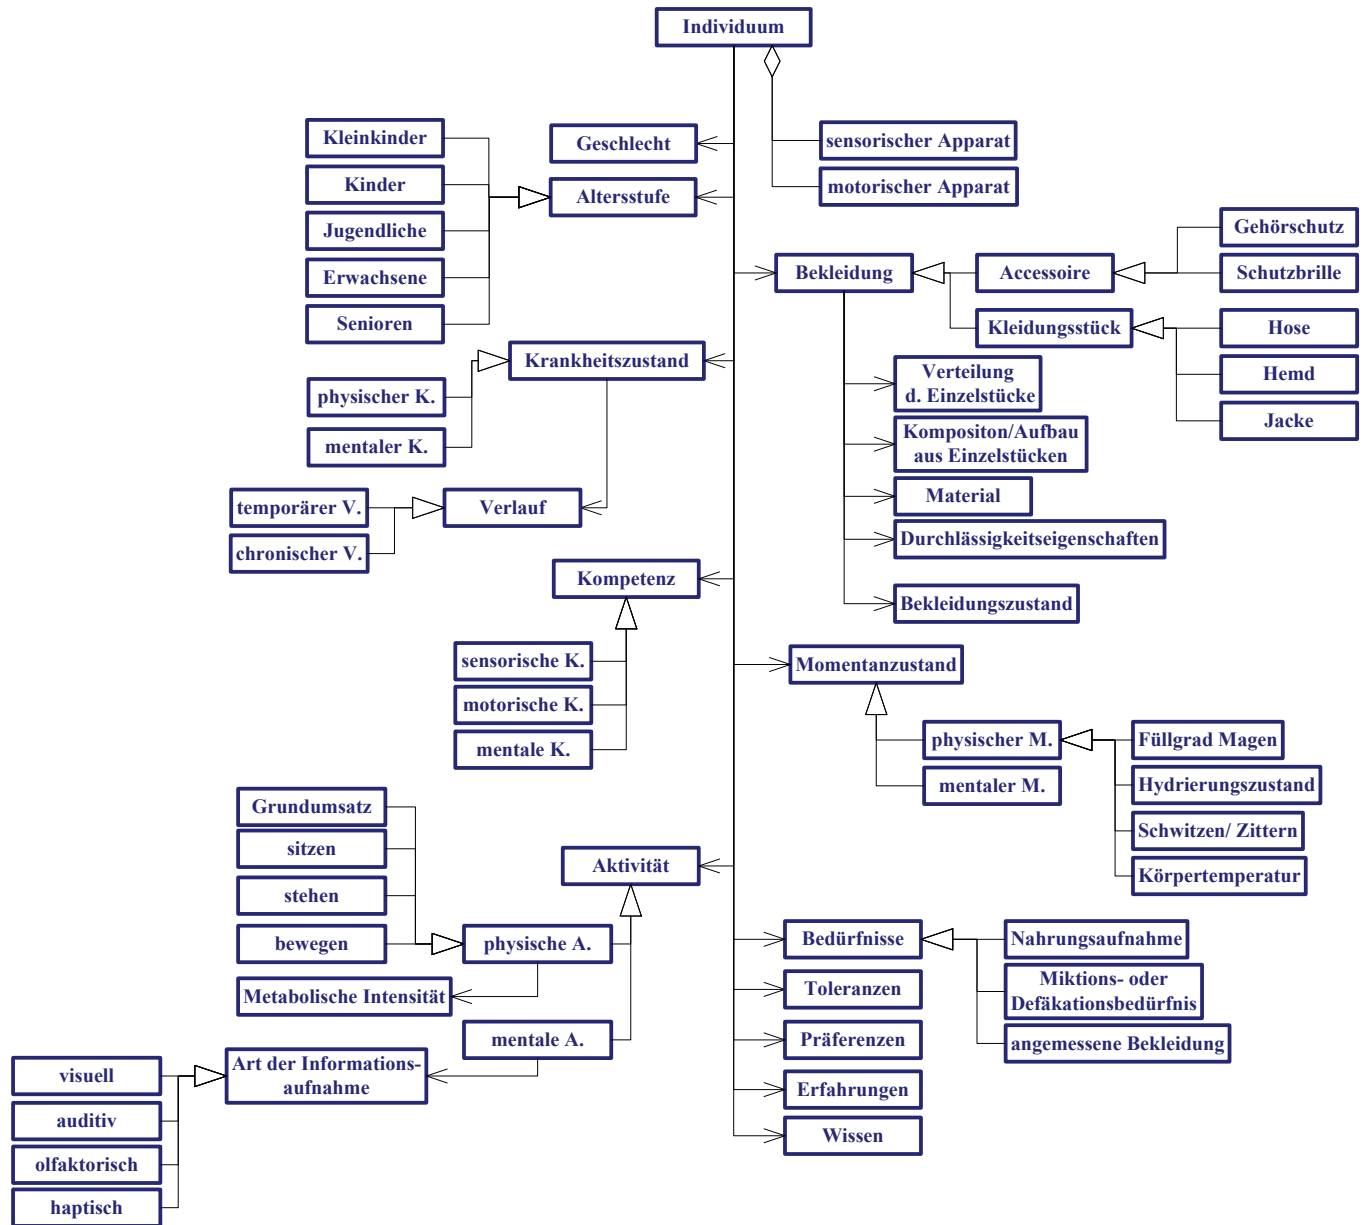 Individuum
Kleinkinder
Kinder
Jugendliche
Erwachsene
Senioren
Geschlecht
Altersstufe
sensorischer Apparat
motorischer Apparat
Bekleidung
Accessoire
Kleidungsstück
Gehörschutz
Schutzbrille
Hose
Hemd
Jacke
Verteilung
d. Einzelstücke
Kompositon/Aufbau
aus Einzelstücken
Material
Durchlässigkeitseigenschaften
Bekleidungszustand
Krankheitszustand
physischer K.
mentaler K.
Verlauf
temporärer V.
chronischer V.
Kompetenz
sensorische K.
motorische K.
mentale K.
Momentanzustand
physischer M.
mentaler M.
Füllgrad Magen
Hydrierungszustand
Schwitzen/ Zittern
Körpertemperatur
Aktivität
Grundumsatz
sitzen
stehen
bewegen
physische A.
Metabolische Intensität
mentale A.
Art der Informations-
aufnahme
visuell
auditiv
olfaktorisch
haptisch
Bedürfnisse
Nahrungsaufnahme
Miktions- oder
Defäkationsbedürfnis
angemessene Bekleidung
Toleranzen
Präferenzen
Erfahrungen
Wissen